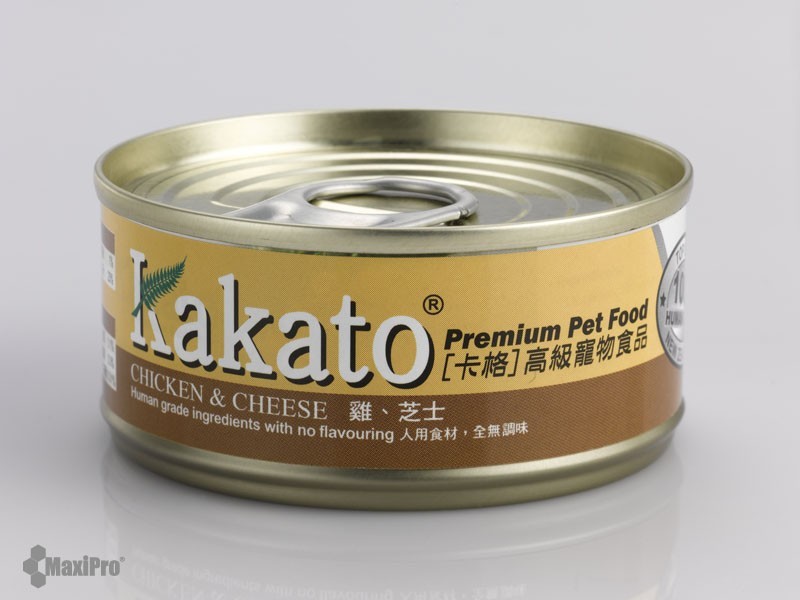 Kakato®
Premium Pet Food
[卡格]高級寵物食品
CHICKEN & CHEESE 雞、芝士
Human grade ingredients with no flavouring 人用食材，全無調味
MaxiPro®